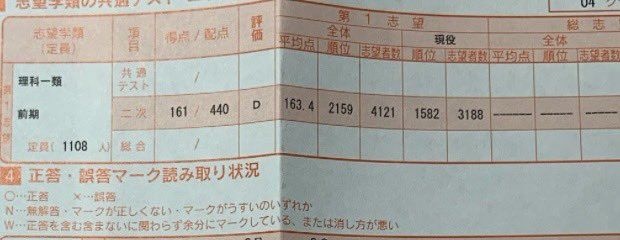 志望学類の共通テスト
04
第1志望
総志
志望学類(定員) 項目 得点/配点 評価 全体 現役 全体
平均点 順位 志望者数 順位 志望者数 平均点 順位 志望者数
第1志望
理科一類 共通テスト /
前期 二次 161/440 D 163.4 2159 4121 1582 3188 ------ ------ ------
定員(1108人) 総合 /
4 正答・誤答マーク読み取り状況
○…正答 ×…誤答
N…無解答・マークが正しくない・マークがうすいのいずれか
W…正答を含む含まないに関わらず余分にマークしている、または消し方が悪い